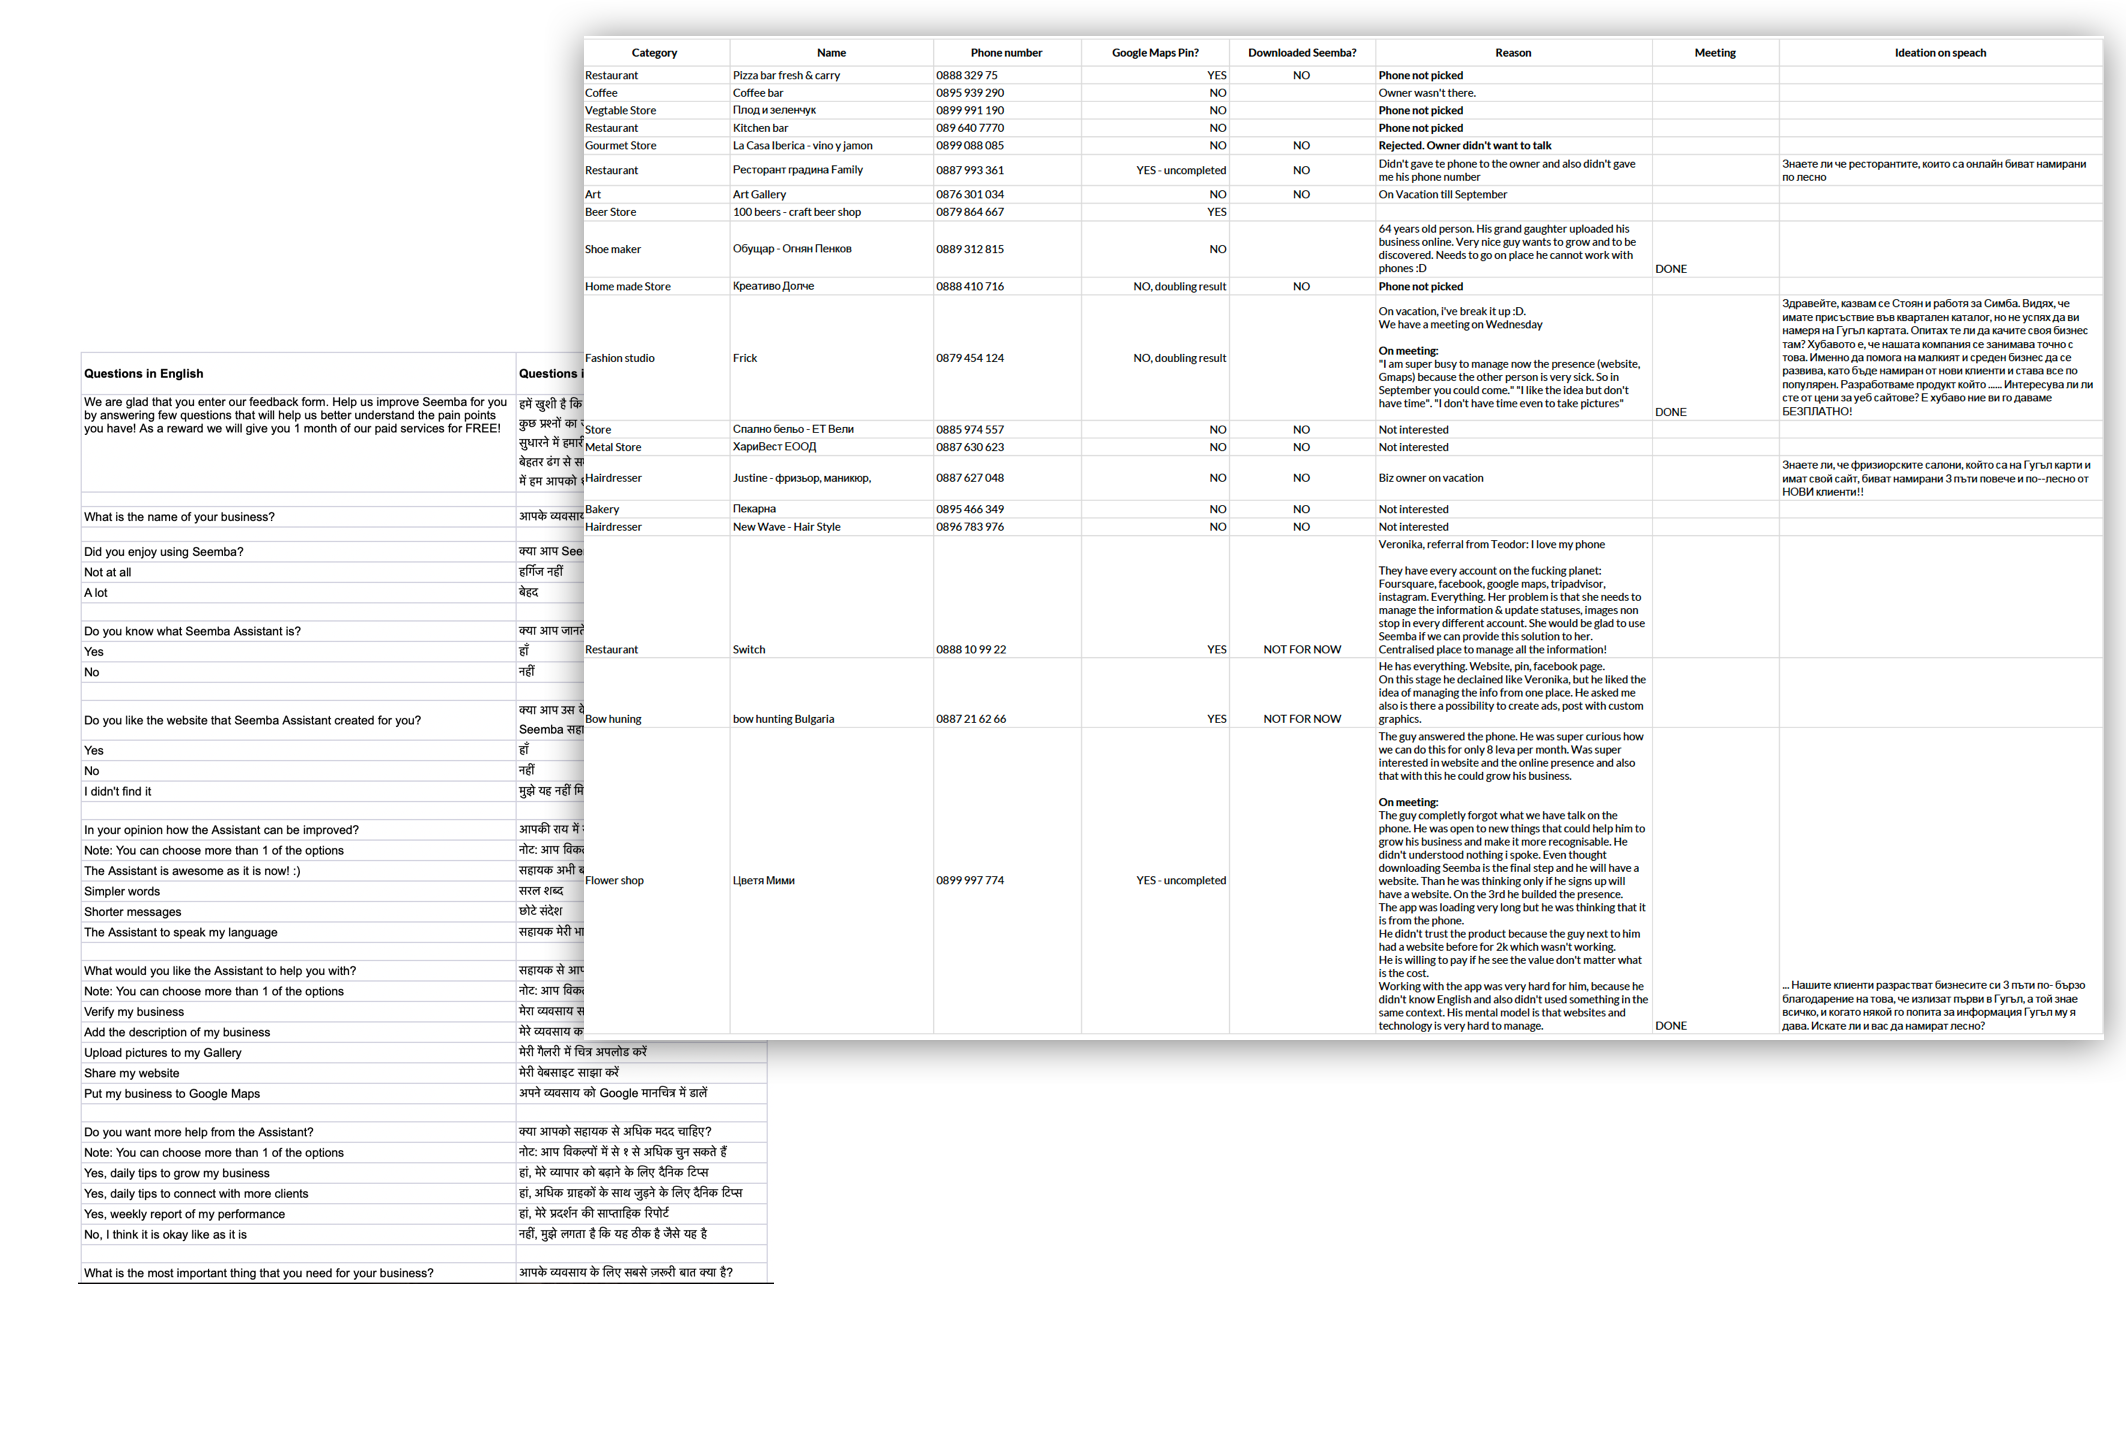 Category Name Phone number Google Maps Pin? Downloaded Seemba? Reason Meeting Ideation on speach
Restaurant Pizza bar fresh & carry 0888 329 75 YES NO Phone not picked
Coffee Coffee bar 0895 939 290 NO Owner wasn't there.
Vegtable Store Плод и зеленчук 0899 991 190 NO Phone not picked
Restaurant Kitchen bar 089 640 7770 NO Phone not picked
Gourmet Store La Casa Iberica - vino y jamon 0899 088 085 NO NO Rejected. Owner didn't want to talk
Restaurant Ресторант градина Family 0887 993 361 YES - uncompleted NO
Didn't gave te phone to the owner and also didn't gave
me his phone number
Знаете ли че ресторантите, които са онлайн биват намирани
по лесно
Art Art Gallery 0876 301 034 NO NO On Vacation till September
Beer Store 100 beers - craft beer shop 0879 864 667 YES
Shoe maker Обущар - Огнян Пенков 0889 312 815 NO
64 years old person. His grand gaughter uploaded his
business online. Very nice guy wants to grow and to be
discovered. Needs to go on place he cannot work with
phones :D
DONE
Home made Store Креативо Долче 0888 410 716 NO, doubling result NO Phone not picked
Fashion studio Frick 0879 454 124 NO, doubling result
On vacation, i've break it up :D.
We have a meeting on Wednesday
On meeting:
"I am super busy to manage now the presence (website,
Gmaps) because the other person is very sick. So in
September you could come." "I like the idea but don't
have time". "I don't have time even to take pictures"
DONE
Здравейте, казвам се Стоян и работя за Симба. Видях, че
имате присъствие във квартален каталог, но не успях да ви
намеря на Гугъл картата. Опитах те ли да качите своя бизнес
там? Хубавото е, че нашата компания се занимава точно с
това. Именно да помога на малкият и среден бизнес да се
развива, като бъде намиран от нови клиенти и става все по
популярен. Разработваме продукт който ...... Интересува ли ли
сте от цени за уеб сайтове? Е хубаво ние ви го даваме
БЕЗПЛАТНО!
Store Спално бельо - ЕТ Вели 0885 974 557 NO NO Not interested
Metal Store ХариВест ЕООД 0887 630 623 NO NO Not interested
Hairdresser Justine - фризьор, маникюр, 0887 627 048 NO NO Biz owner on vacation
Знаете ли, че фризиорските салони, който са на Гугъл карти и
имат свой сайт, биват намирани 3 пъти повече и по--лесно от
НОВИ клиенти!!
Bakery Пекарна 0895 466 349 NO NO Not interested
Hairdresser New Wave - Hair Style 0896 783 976 NO NO Not interested
Restaurant Switch 0888 10 99 22 YES NOT FOR NOW
Veronika, referral from Teodor: I love my phone
They have every account on the fucking planet:
Foursquare, facebook, google maps, tripadvisor,
instagram. Everything. Her problem is that she needs to
manage the information & update statuses, images non
stop in every different account. She would be glad to use
Seemba if we can provide this solution to her.
Centralised place to manage all the information!
Bow huning bow hunting Bulgaria 0887 21 62 66 YES NOT FOR NOW
He has everything. Website, pin, facebook page.
On this stage he declained like Veronika, but he liked the
idea of managing the info from one place. He asked me
also is there a possibility to create ads, post with custom
graphics.
Flower shop Цветя Мими 0899 997 774 YES - uncompleted
The guy answered the phone. He was super curious how
we can do this for only 8 leva per month. Was super
interested in website and the online presence and also
that with this he could grow his business.
On meeting:
The guy completly forgot what we have talk on the
phone. He was open to new things that could help him to
grow his business and make it more recognisable. He
didn't understood nothing i spoke. Even thought
downloading Seemba is the final step and he will have a
website. Than he was thinking only if he signs up will
have a website. On the 3rd he builded the presence.
The app was loading very long but he was thinking that it
is from the phone.
He didn't trust the product because the guy next to him
had a website before for 2k which wasn't working.
He is willing to pay if he see the value don't matter what
is the cost.
Working with the app was very hard for him, because he
didn't know English and also didn't used something in the
same context. His mental model is that websites and
technology is very hard to manage.
DONE
... Нашите клиенти разрастват бизнесите си 3 пъти по- бързо
благодарение на това, че излизат първи в Гугъл, а той знае
всичко, и когато някой го попита за информация Гугъл му я
дава. Искате ли и вас да намират лесно?
Questions in English Questions
We are glad that you enter our feedback form. Help us improve Seemba for you
by answering few questions that will help us better understand the pain points
you have! As a reward we will give you 1 month of our paid services for FREE!
हमें खुशी है कि
कुछ प्रश्नों का
सुधारने में
बेहतर ढंग से
में हम आपको
What is the name of your business? आपके
Did you enjoy using Seemba? क्या आप
Not at all हर्गिज नहीं
A lot बेहद
Do you know what Seemba Assistant is? क्या आप
Yes हाँ
No नहीं
Do you like the website that Seemba Assistant created for you?
क्या आप उस
Seemba
Yes हाँ
No नहीं
I didn't find it मुझे यह नहीं
In your opinion how the Assistant can be improved? आपकी राय में
Note: You can choose more than 1 of the options नोट: आप
The Assistant is awesome as it is now! :) सहायक अभी
Simpler words सरल शब्द
Shorter messages छोटे संदेश
The Assistant to speak my language सहायक मेरी
What would you like the Assistant to help you with? सहायक से
Note: You can choose more than 1 of the options नोट: आप
Verify my business मेरा व्यवसाय
Add the description of my business मेरे व्यवसाय
Upload pictures to my Gallery मेरी गैलरी में चित्र अपलोड करें
Share my website मेरी वेबसाइट साझा करें
Put my business to Google Maps अपने व्यवसाय को Google मानचित्र में डालें
Do you want more help from the Assistant? क्या आपको सहायक से अधिक मदद चाहिए?
Note: You can choose more than 1 of the options नोट: आप विकल्पों में से १ से अधिक चुन सकते हैं
Yes, daily tips to grow my business हां, मेरे व्यापार को बढ़ाने के लिए दैनिक टिप्स
Yes, daily tips to connect with more clients हां, अधिक ग्राहकों के साथ जुड़ने के लिए दैनिक टिप्स
Yes, weekly report of my performance हां, मेरे प्रदर्शन की साप्ताहिक रिपोर्ट
No, I think it is okay like as it is नहीं, मुझे लगता है कि यह ठीक है जैसे यह है
What is the most important thing that you need for your business? आपके व्यवसाय के लिए सबसे ज़रूरी बात क्या है?